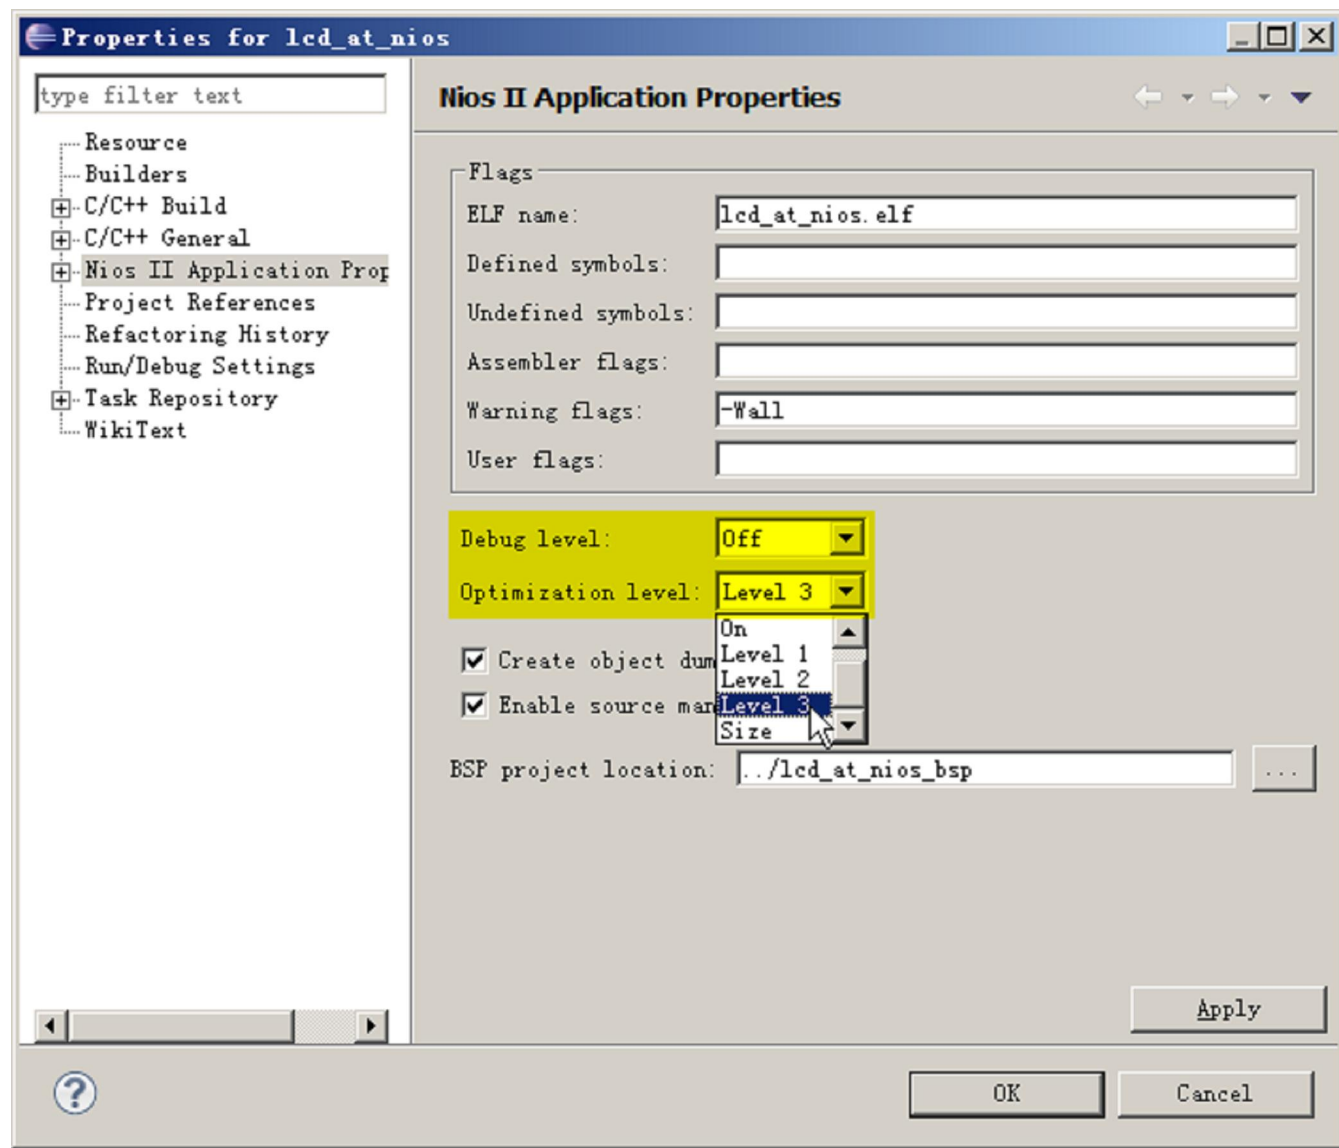 Properties for lcd_at_nios
type filter text
Resource
Builders
C/C++ Build
C/C++ General
Nios II Application Prop
Project References
Refactoring History
Run/Debug Settings
Task Repository
WikiText
Nios II Application Properties
Flags
ELF name: lcd_at_nios.elf
Defined symbols:
Undefined symbols:
Assembler flags:
Warning flags: -Wall
User flags:
Debug level: Off
Optimization level: Level 3
On
Level 1
Level 2
Level 3
Size
Create object dum
Enable source man
BSP project location: ../lcd_at_nios_bsp ...
Apply
OK Cancel